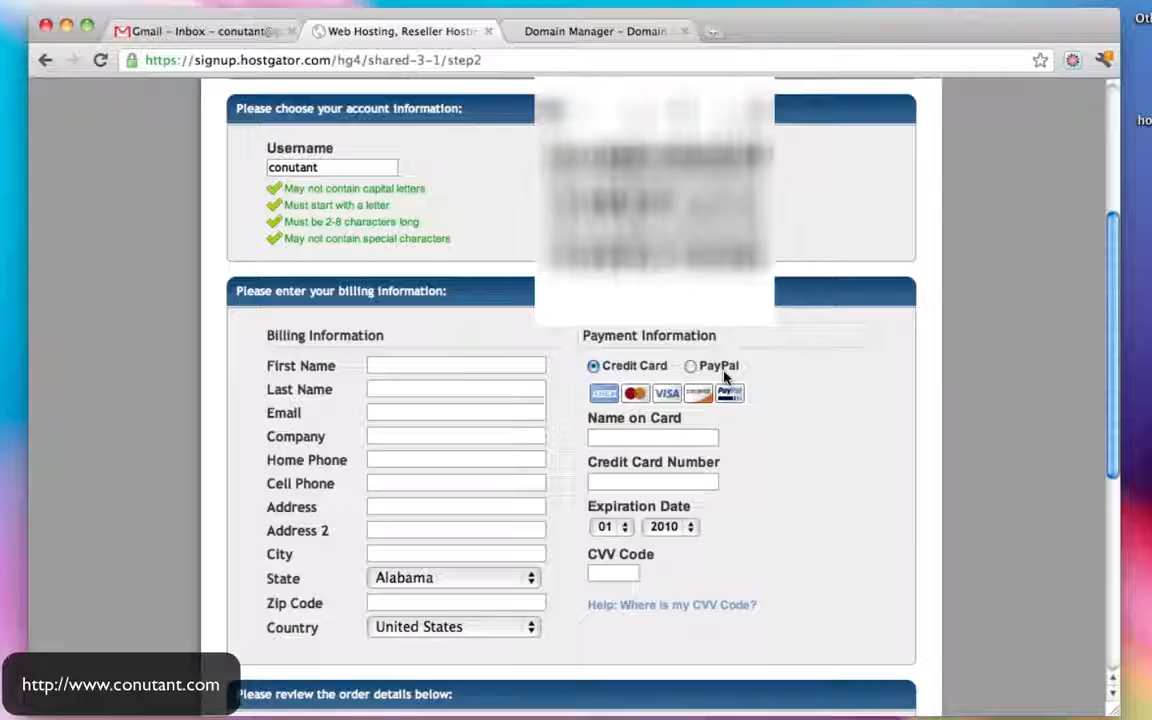 Gmail - Inbox - conutant@
Web Hosting, Reseller Hosti
Domain Manager - Domain
Ot
https://signup.hostgator.com/hg4/shared-3-1/step2
ho
Please choose your account information:
Username
conutant
May not contain capital letters
Must start with a letter
Must be 2-8 characters long
May not contain special characters
Please enter your billing information:
Billing Information
First Name
Last Name
Email
Company
Home Phone
Cell Phone
Address
Address 2
City
State Alabama
Zip Code
Country United States
Payment Information
Credit Card PayPal
VISA PayPal
Name on Card
Credit Card Number
Expiration Date
01 2010
CVV Code
Help: Where is my CVV Code?
Please review the order details below:
http://www.conutant.com